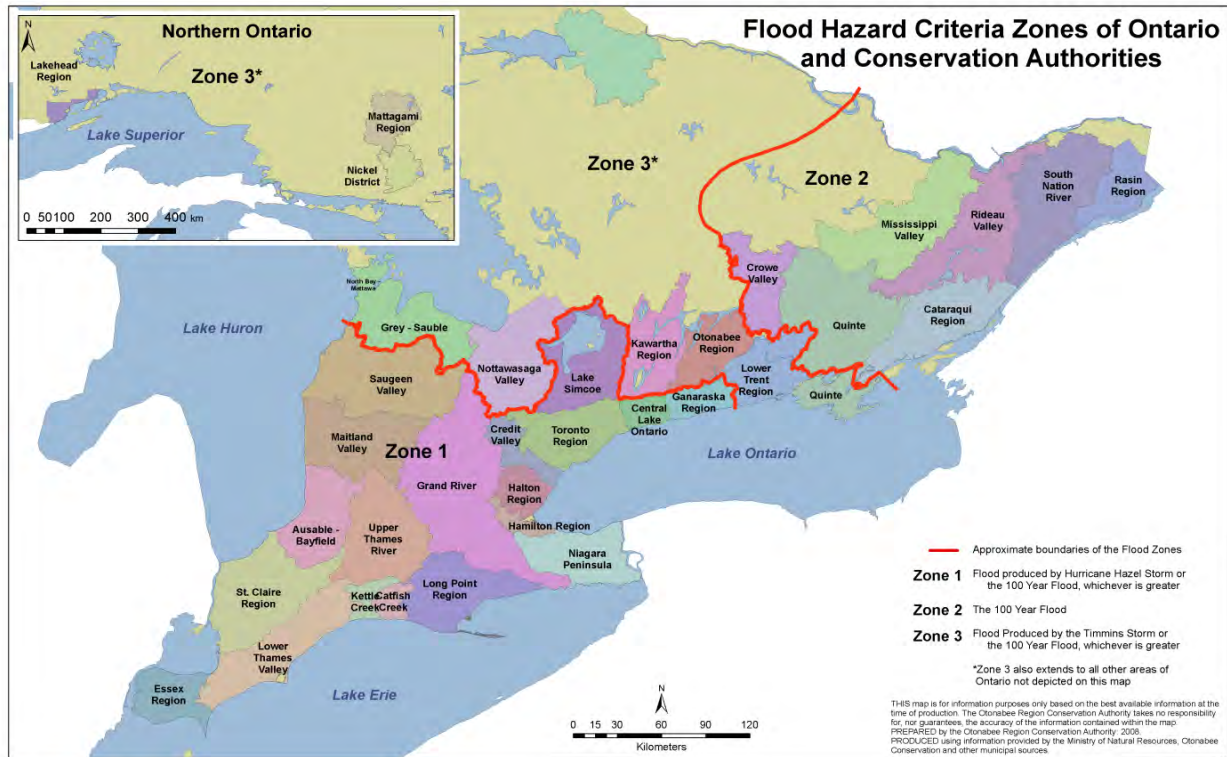 Flood Hazard Criteria Zones of Ontario
and Conservation Authorities
N
Northern Ontario
Lakehead
Region
Zone 3*
Mattagami
Region
Lake Superior
Nickel
District
0 50 100 200 300 400 km
Zone 3*
Zone 2
South
Nation
River
Rasin
Region
Rideau
Valley
Mississippi
Valley
Crowe
Valley
North Bay -
Mattawa
Lake Huron
Grey - Sauble
Cataraqui
Region
Quinte
Kawartha
Region
Otonabee
Region
Nottawasaga
Valley
Lake
Simcoe
Saugeen
Valley
Lower
Trent
Region
Quinte
Ganaraska
Region
Central
Lake
Ontario
Credit
Valley
Toronto
Region
Maitland
Valley
Zone 1
Lake Ontario
Grand River
Halton
Region
Hamilton Region
Ausable -
Bayfield
Upper
Thames
River
Niagara
Peninsula
Long Point
Region
St. Claire
Region
Kettle
Creek
Catfish
Creek
Lower
Thames
Valley
Essex
Region
Lake Erie
N
0 15 30 60 90 120
Kilometers
Approximate boundaries of the Flood Zones
Zone 1 Flood produced by Hurricane Hazel Storm or
the 100 Year Flood, whichever is greater
Zone 2 The 100 Year Flood
Zone 3 Flood Produced by the Timmins Storm or
the 100 Year Flood, whichever is greater
*Zone 3 also extends to all other areas of
Ontario not depicted on this map
THIS map is for information purposes only based on the best available information at the
time of production. The Otonabee Region Conservation Authority takes no responsibility
for, nor guarantees, the accuracy of the information contained within the map.
PREPARED by the Otonabee Region Conservation Authority: 2008.
PRODUCED using information provided by the Ministry of Natural Resources, Otonabee
Conservation and other municipal sources.